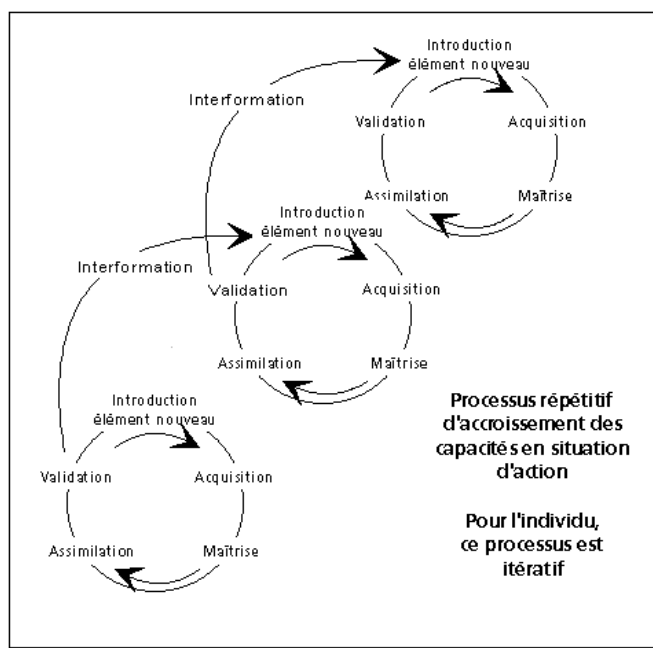 Introduction
élément nouveau
Interformation
Validation
Acquisition
Assimilation
Maîtrise
Introduction
élément nouveau
Interformation
Validation
Acquisition
Assimilation
Maîtrise
Introduction
élément nouveau
Validation
Acquisition
Assimilation
Maîtrise
Processus répétitif
d'accroissement des
capacités en situation
d'action
Pour l'individu,
ce processus est
itératif